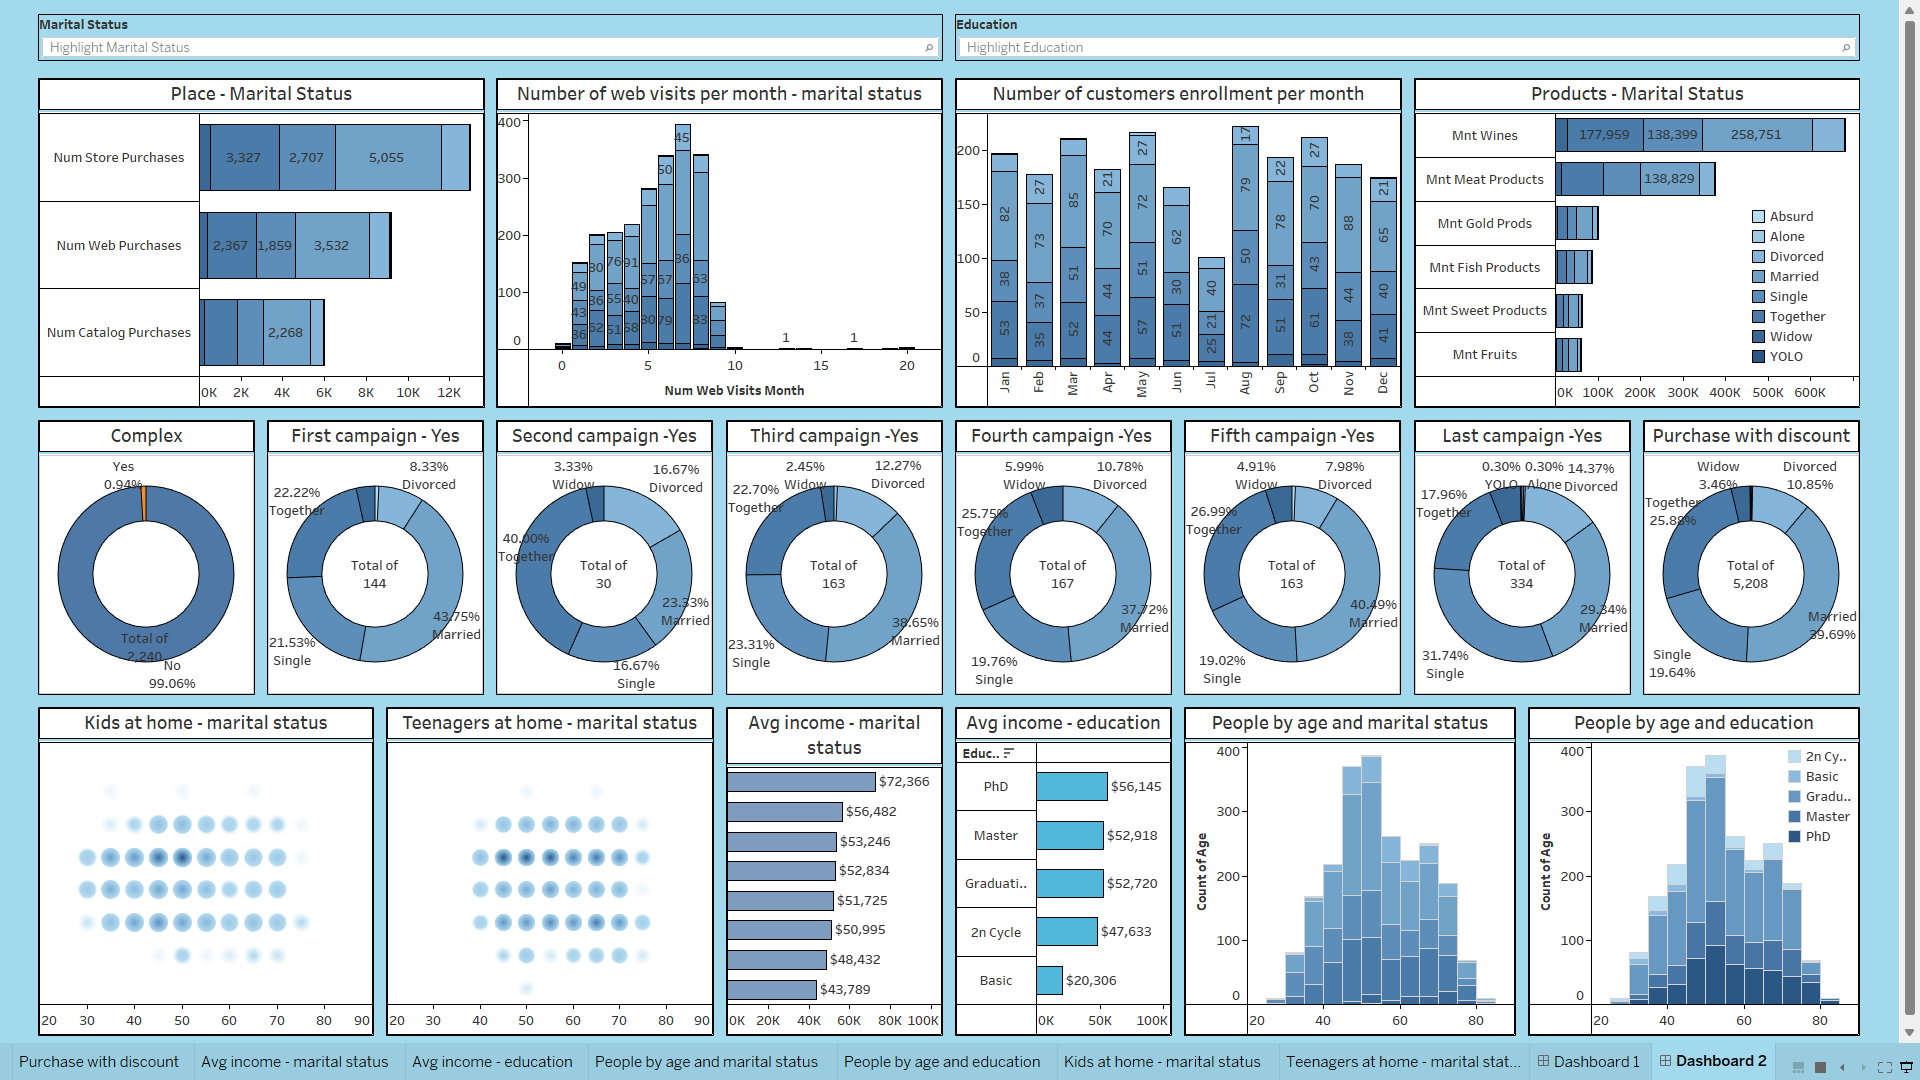 Marital Status
Highlight Marital Status
Education
Highlight Education
Place - Marital Status
Num Store Purchases
3,327
2,707
5,055
Num Web Purchases
2,367
1,859
3,532
Num Catalog Purchases
2,268
0K 2K 4K 6K 8K 10K 12K
Number of web visits per month - marital status
400
300
200
100
0
45
50
80
76
91
49
57
67
86
63
43
36
55
40
36
62
51
58
80
79
83
1
1
0 5 10 15 20
Num Web Visits Month
Number of customers enrollment per month
200
150
100
50
0
82
38
53
27
73
37
35
85
51
52
21
70
44
44
27
72
51
57
62
30
51
40
21
25
17
79
50
72
22
78
31
51
27
70
43
61
88
44
38
21
65
40
41
Jan Feb Mar Apr May Jun Jul Aug Sep Oct Nov Dec
Products - Marital Status
Mnt Wines
177,959
138,399
258,751
Mnt Meat Products
138,829
Mnt Gold Prods
Mnt Fish Products
Mnt Sweet Products
Mnt Fruits
Absurd
Alone
Divorced
Married
Single
Together
Widow
YOLO
0K 100K 200K 300K 400K 500K 600K
Complex
Yes
0.94%
Total of
2,240
No
99.06%
First campaign - Yes
8.33%
Divorced
22.22%
Together
Total of
144
43.75%
Married
21.53%
Single
Second campaign -Yes
3.33%
Widow
16.67%
Divorced
40.00%
Together
Total of
30
23.33%
Married
16.67%
Single
Third campaign -Yes
2.45%
Widow
12.27%
Divorced
22.70%
Together
Total of
163
38.65%
Married
23.31%
Single
Fourth campaign -Yes
5.99%
Widow
10.78%
Divorced
25.75%
Together
Total of
167
37.72%
Married
19.76%
Single
Fifth campaign -Yes
4.91%
Widow
7.98%
Divorced
26.99%
Together
Total of
163
40.49%
Married
19.02%
Single
Last campaign -Yes
0.30%
YOLO
0.30%
Alone
14.37%
Divorced
17.96%
Together
Total of
334
29.34%
Married
31.74%
Single
Purchase with discount
Widow
3.46%
Divorced
10.85%
Together
25.88%
Total of
5,208
Married
39.69%
Single
19.64%
Kids at home - marital status
20 30 40 50 60 70 80 90
Teenagers at home - marital status
20 30 40 50 60 70 80 90
Avg income - marital
status
$72,366
$56,482
$53,246
$52,834
$51,725
$50,995
$48,432
$43,789
0K 20K 40K 60K 80K 100K
Avg income - education
Educ..
PhD
$56,145
Master
$52,918
Graduati..
$52,720
2n Cycle
$47,633
Basic
$20,306
0K 50K 100K
People by age and marital status
Count of Age
400
300
200
100
0
20 40 60 80
People by age and education
Count of Age
400
300
200
100
0
2n Cy..
Basic
Gradu..
Master
PhD
20 40 60 80
Purchase with discount
Avg income - marital status
Avg income - education
People by age and marital status
People by age and education
Kids at home - marital status
Teenagers at home - marital stat...
Dashboard 1
Dashboard 2